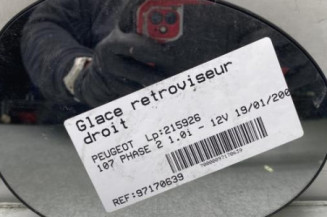 Glace retroviseur
droit
PEUGEOT Lp:215926
107 PHASE 2 1.0i - 12V 19/01/200
REF:97170639